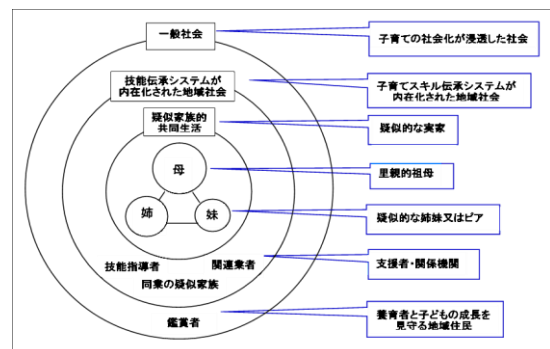 一般社会
子育ての社会化が浸透した社会
技能伝承システムが
内在化された地域社会
子育てスキル伝承システムが
内在化された地域社会
疑似家族的
共同生活
疑似的な実家
母
里親的祖母
姉
妹
疑似的な姉妹又はピア
技能指導者
関連業者
同業の疑似家族
支援者・関係機関
鑑賞者
養育者と子どもの成長を
見守る地域住民